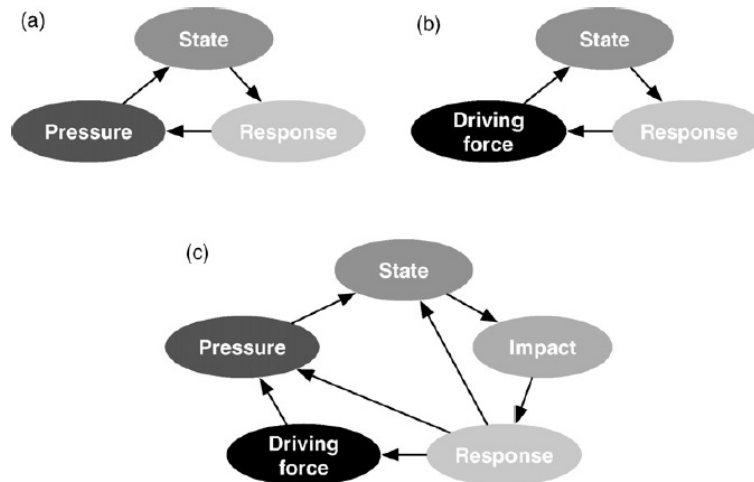 (a)
State
Pressure
Response
(b)
State
Driving
force
Response
(c)
State
Pressure
Impact
Driving
force
Response